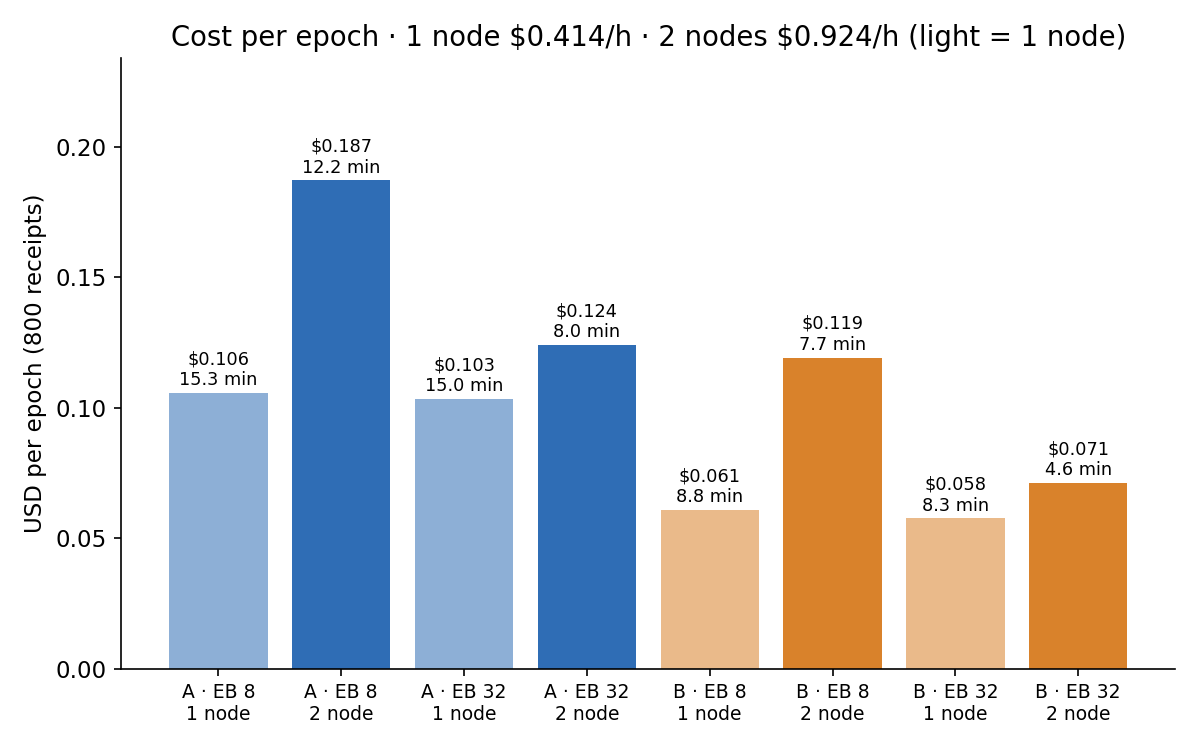 Cost per epoch · 1 node $0.414/h · 2 nodes $0.924/h (light = 1 node)
USD per epoch (800 receipts)
0.20
0.15
0.10
0.05
0.00
$0.106
15.3 min
$0.187
12.2 min
$0.103
15.0 min
$0.124
8.0 min
$0.061
8.8 min
$0.119
7.7 min
$0.058
8.3 min
$0.071
4.6 min
A · EB 8
1 node
A · EB 8
2 node
A · EB 32
1 node
A · EB 32
2 node
B · EB 8
1 node
B · EB 8
2 node
B · EB 32
1 node
B · EB 32
2 node